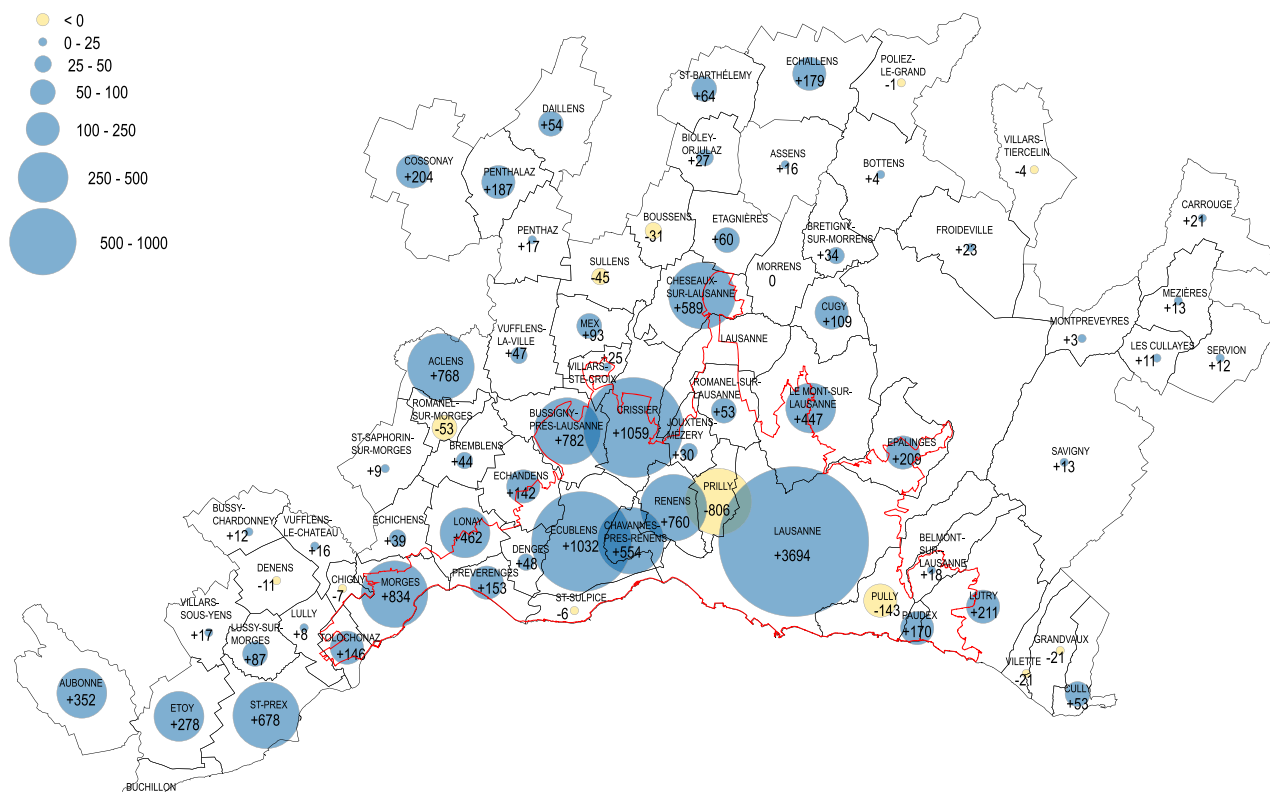 < 0
0 - 25
25 - 50
50 - 100
100 - 250
250 - 500
500 - 1000
ECHALLENS
+179
POLIEZ-
LE-GRAND
-1
ST-BARTHÉLEMY
+64
DAILLENS
+54
BIOLEY-
ORJULAZ
+27
ASSENS
+16
BOTTENS
+4
VILLARS-
TIERCELIN
-4
COSSONAY
+204
PENTHALAZ
+187
CARROUGE
+21
PENTHAZ
+17
BOUSSENS
-31
ETAGNIÈRES
+60
BRETIGNY-
SUR-MORRENS
+34
FROIDEVILLE
+23
SULLENS
-45
MORRENS
0
CHESEAUX-
SUR-LAUSANNE
+589
MEZIÈRES
+13
CUGY
+109
MONTPREVEYRES
+3
LES CULLAYES
+11
SERVION
+12
VUFFLENS-
LA-VILLE
+47
MEX
+93
LAUSANNE
+25
VILLARS-
STE-CROIX
ACLENS
+768
ROMANEL-SUR-
LAUSANNE
+53
LE MONT-SUR-
LAUSANNE
+447
ROMANEL-
SUR-MORGES
-53
BUSSIGNY-
PRÈS-LAUSANNE
+782
CRISSIER
+1059
JOUXTENS-
MÉZERY
+30
EPALINGES
+209
ST-SAPHORIN-
SUR-MORGES
+9
BREMBLENS
+44
SAVIGNY
+13
ECHANDENS
+142
PRILLY
-806
RENENS
+760
BUSSY-
CHARDONNEY
+12
VUFFLENS-
LE-CHATEAU
+16
ECHICHENS
+39
LONAY
+462
ECUBLENS
+1032
CHAVANNES-
PRES-RENENS
+554
LAUSANNE
+3694
BELMONT-
SUR-
LAUSANNE
+18
DENGES
+48
DENENS
-11
CHIGNY
-7
MORGES
+834
PREVERENGES
+153
ST-SULPICE
-6
PULLY
-143
LUTRY
+211
VILLARS-
SOUS-YENS
+17
LUSSY-SUR-
MORGES
+87
LULLY
+8
TOLOCHONAZ
+146
PAUDEX
+170
GRANDVAUX
-21
VILETTE
-21
CULLY
+53
AUBONNE
+352
ETOY
+278
ST-PREX
+678
BUCHILLON